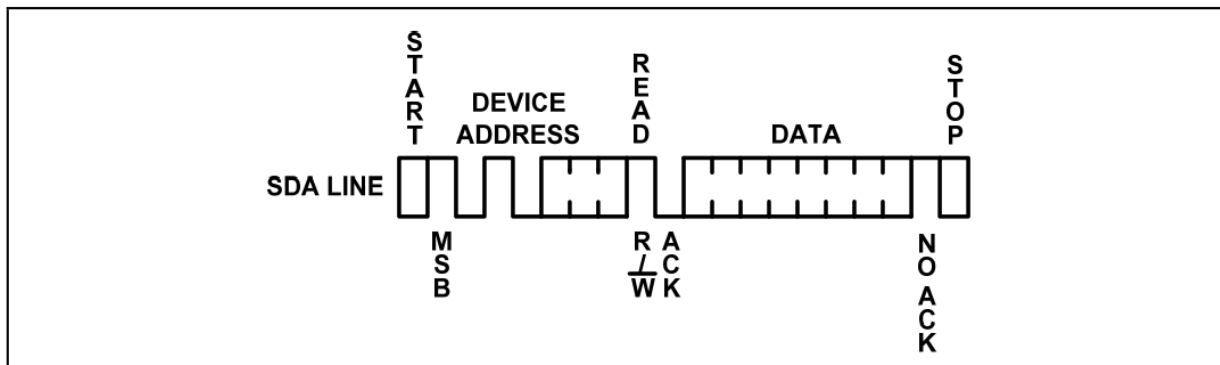 START
DEVICE
ADDRESS
READ
DATA
STOP
SDA LINE
MSB
R/W
ACK
NO ACK